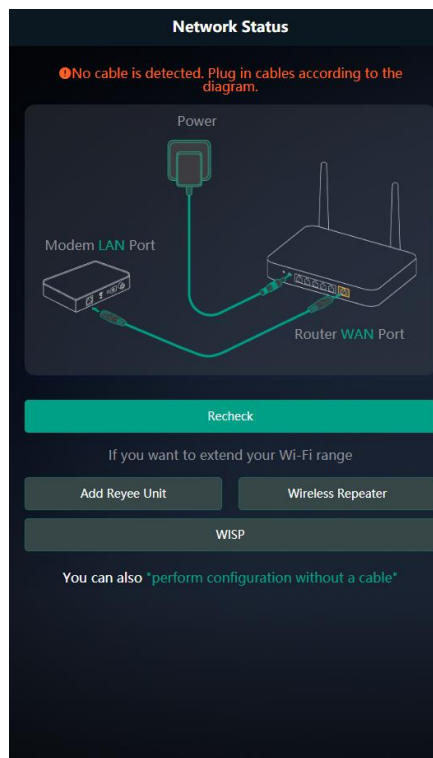 Network Status
No cable is detected. Plug in cables according to the
diagram.
Power
Modem LAN Port
Router WAN Port
Recheck
If you want to extend your Wi-Fi range
Add Reyee Unit
Wireless Repeater
WISP
You can also "perform configuration without a cable"